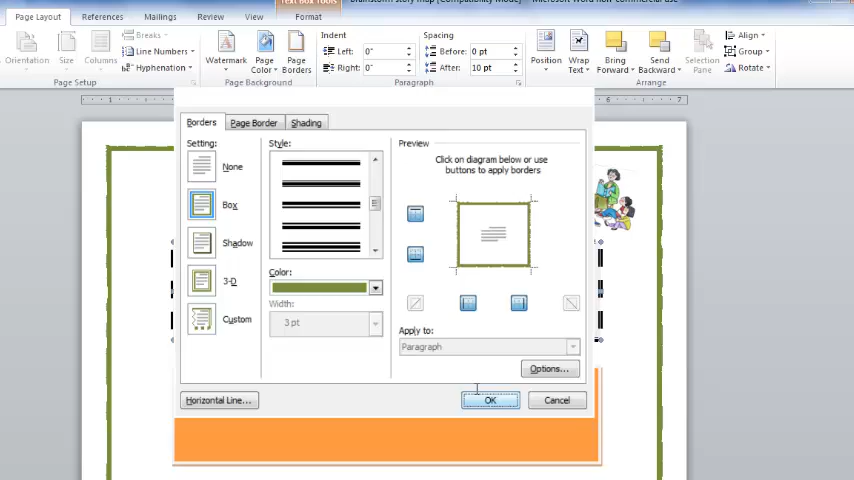 Text Box Tools
brainstorm story map [Compatibility Mode] - Microsoft Word non-commercial use
Page Layout References Mailings Review View Format
Orientation Size Columns
Breaks
Line Numbers
Hyphenation
Page Setup
Watermark Page Color Page Borders
Page Background
Indent
Left: 0"
Right: 0"
Spacing
Before: 0 pt
After: 10 pt
Paragraph
Position Wrap Text Bring Forward Send Backward Selection Pane
Align
Group
Rotate
Arrange
1 6 7
Borders Page Border Shading
Setting:
None
Box
Shadow
3-D
Custom
Style:
Color:
Width:
3 pt
Preview
Click on diagram below or use
buttons to apply borders
Apply to:
Paragraph
Options...
Horizontal Line... OK Cancel